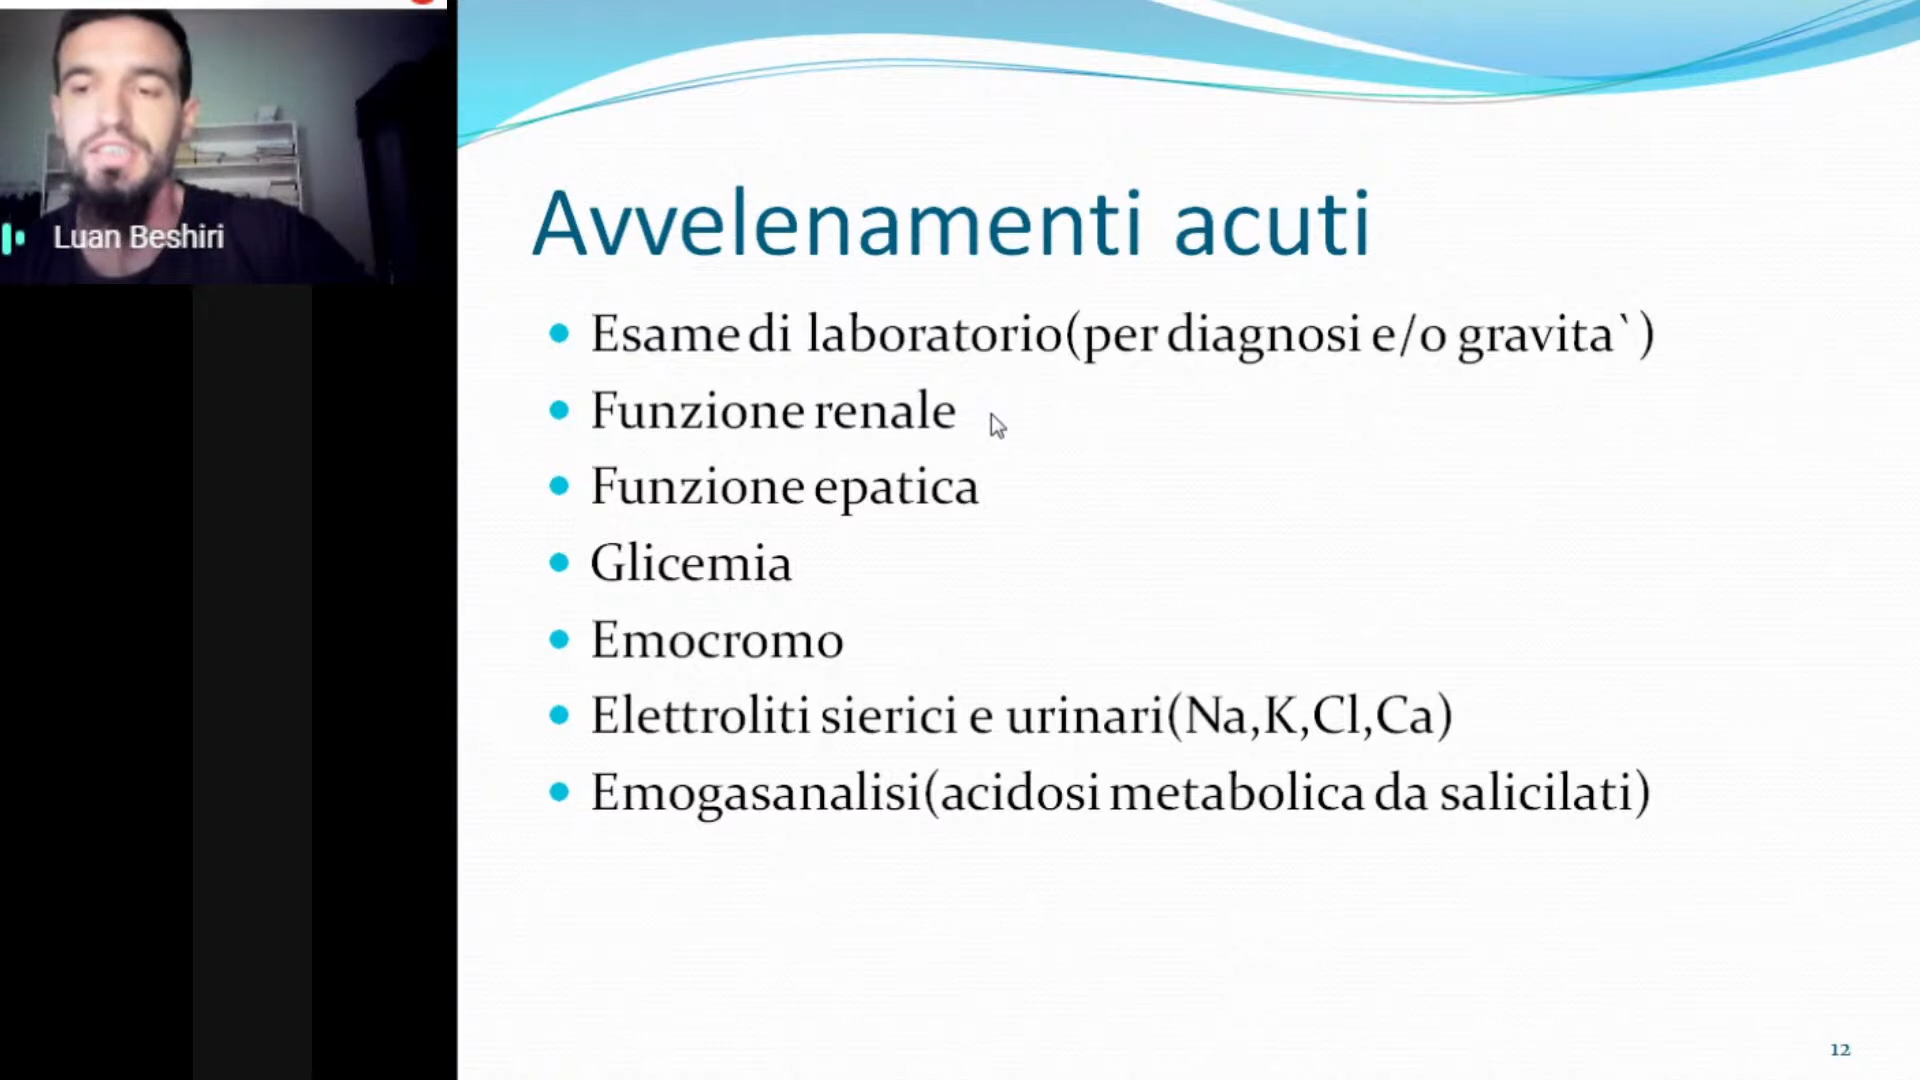 Luan Beshiri
Avvelenamenti acuti
Esame di laboratorio(per diagnosi e/o gravita`)
Funzione renale
Funzione epatica
Glicemia
Emocromo
Elettroliti sierici e urinari(Na,K,Cl,Ca)
Emogasanalisi(acidosi metabolica da salicilati)
12